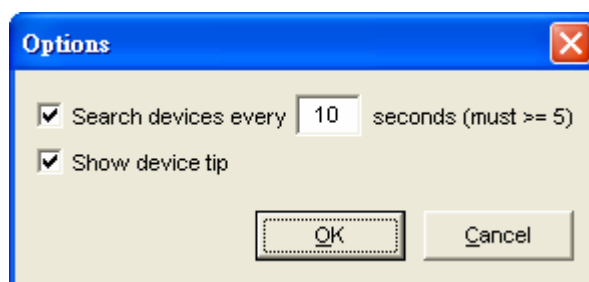 Options
Search devices every 10 seconds (must >= 5)
Show device tip
OK Cancel